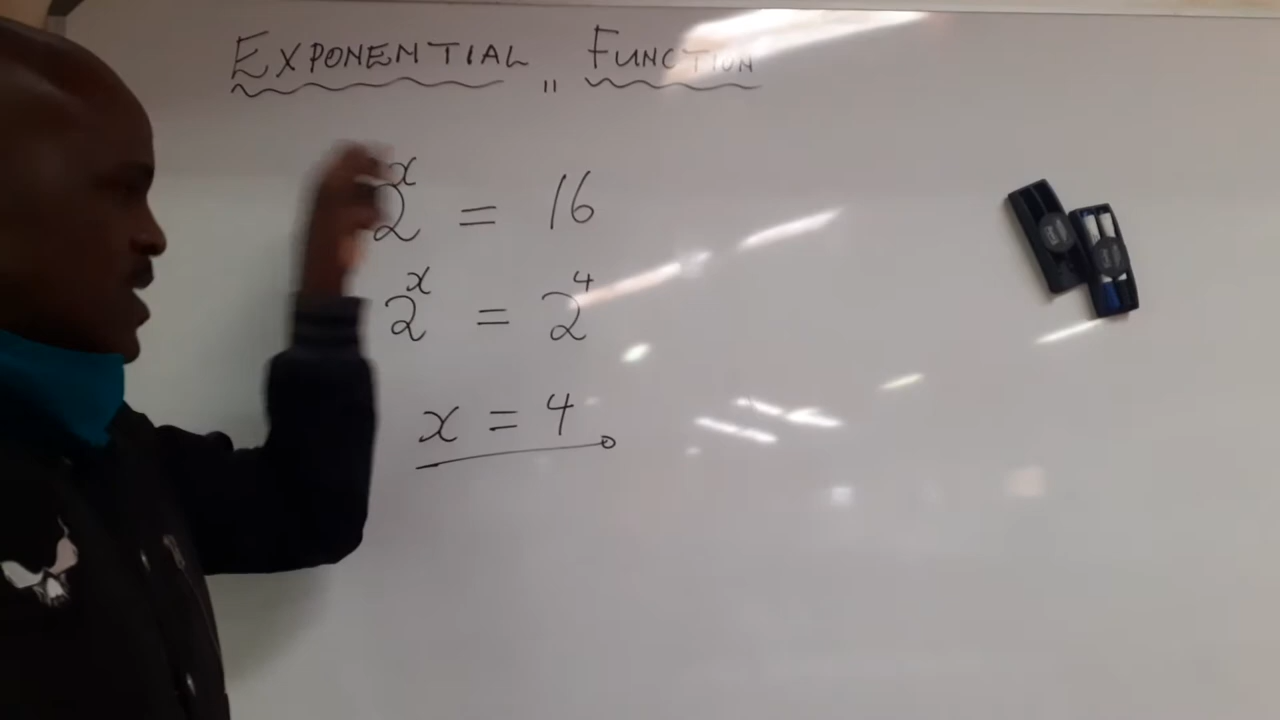 EXPONENTIAL FUNCTION
2^x = 16
2^x = 2^4
x = 4